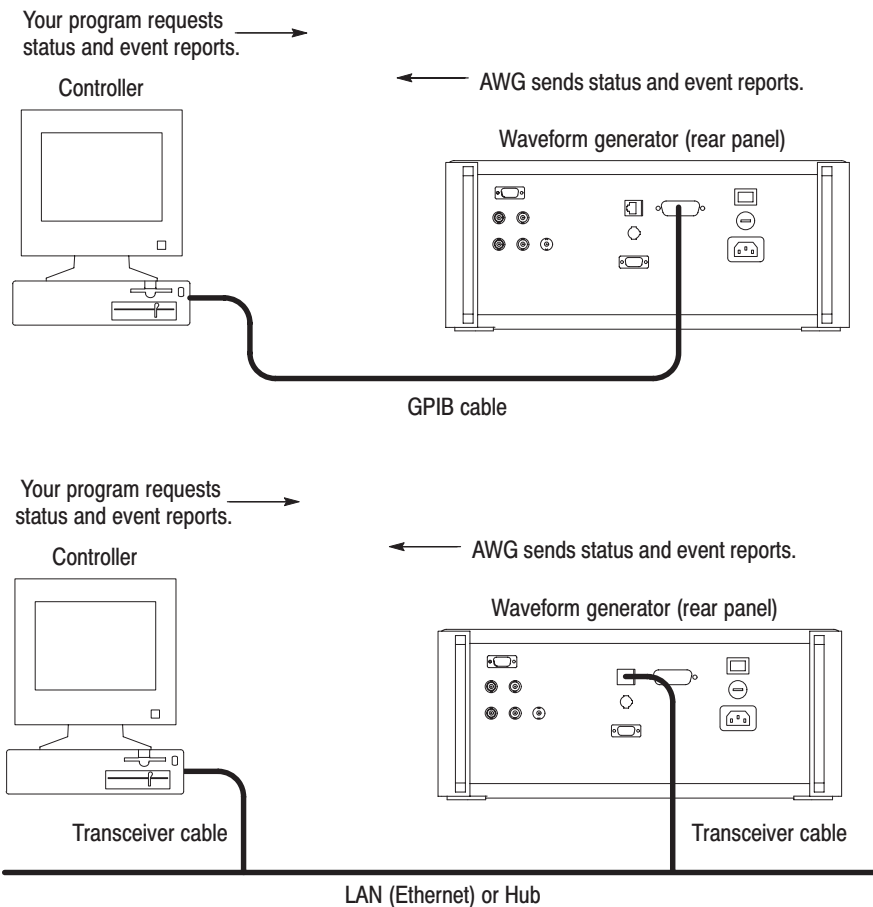 Your program requests
status and event reports.
AWG sends status and event reports.
Controller
Waveform generator (rear panel)
GPIB cable
Your program requests
status and event reports.
AWG sends status and event reports.
Controller
Waveform generator (rear panel)
Transceiver cable
Transceiver cable
LAN (Ethernet) or Hub